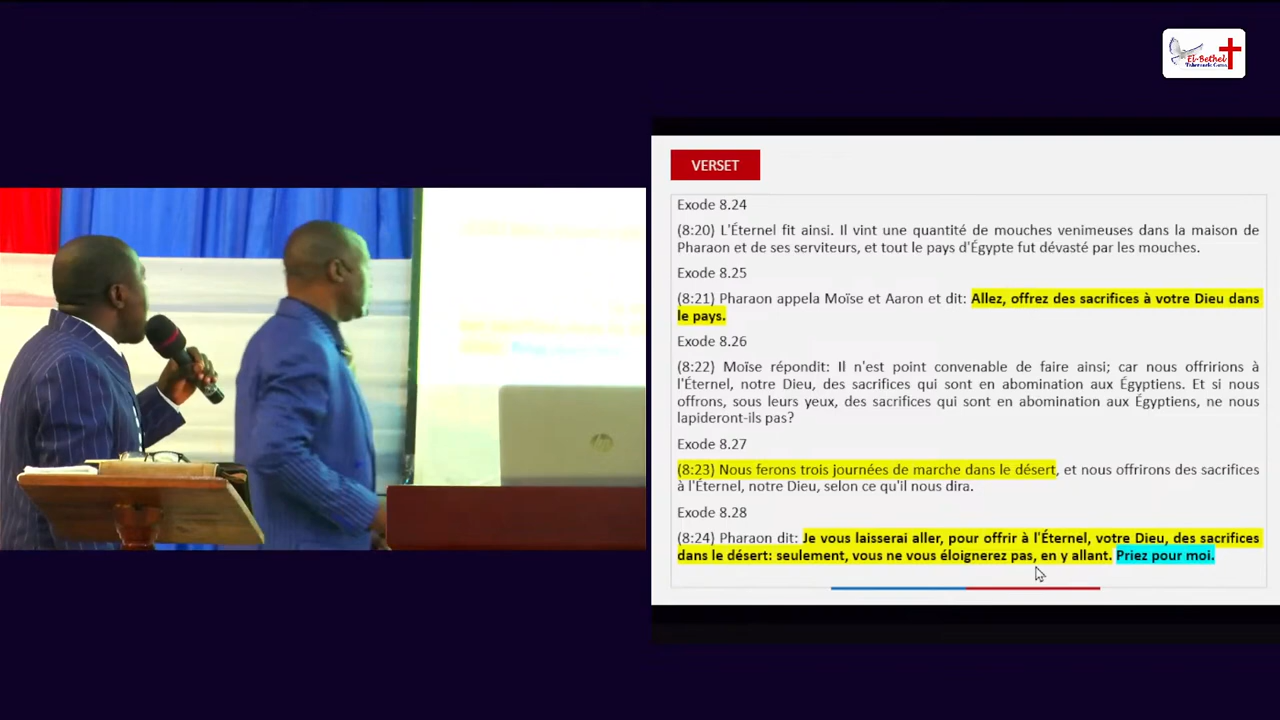 El-Bethel
Tabernacle Camu
VERSET
Exode 8.24
(8:20) L'Éternel fit ainsi. Il vint une quantité de mouches venimeuses dans la maison de
Pharaon et de ses serviteurs, et tout le pays d'Égypte fut dévasté par les mouches.
Exode 8.25
(8:21) Pharaon appela Moïse et Aaron et dit: Allez, offrez des sacrifices à votre Dieu dans
le pays.
Exode 8.26
(8:22) Moïse répondit: Il n'est point convenable de faire ainsi; car nous offririons à
l'Éternel, notre Dieu, des sacrifices qui sont en abomination aux Égyptiens. Et si nous
offrons, sous leurs yeux, des sacrifices qui sont en abomination aux Égyptiens, ne nous
lapideront-ils pas?
Exode 8.27
(8:23) Nous ferons trois journées de marche dans le désert, et nous offrirons des sacrifices
à l'Éternel, notre Dieu, selon ce qu'il nous dira.
Exode 8.28
(8:24) Pharaon dit: Je vous laisserai aller, pour offrir à l'Éternel, votre Dieu, des sacrifices
dans le désert: seulement, vous ne vous éloignerez pas, en y allant. Priez pour moi.